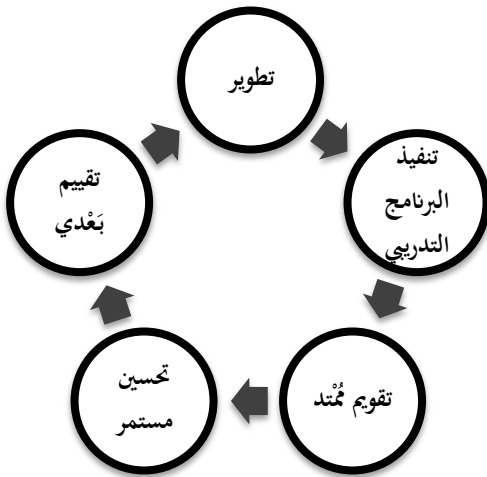 تطوير
تنفيذ
البرنامج
التدريبي
تقويم مُمْتد
تحسين
مستمر
تقييم
بَعْدي